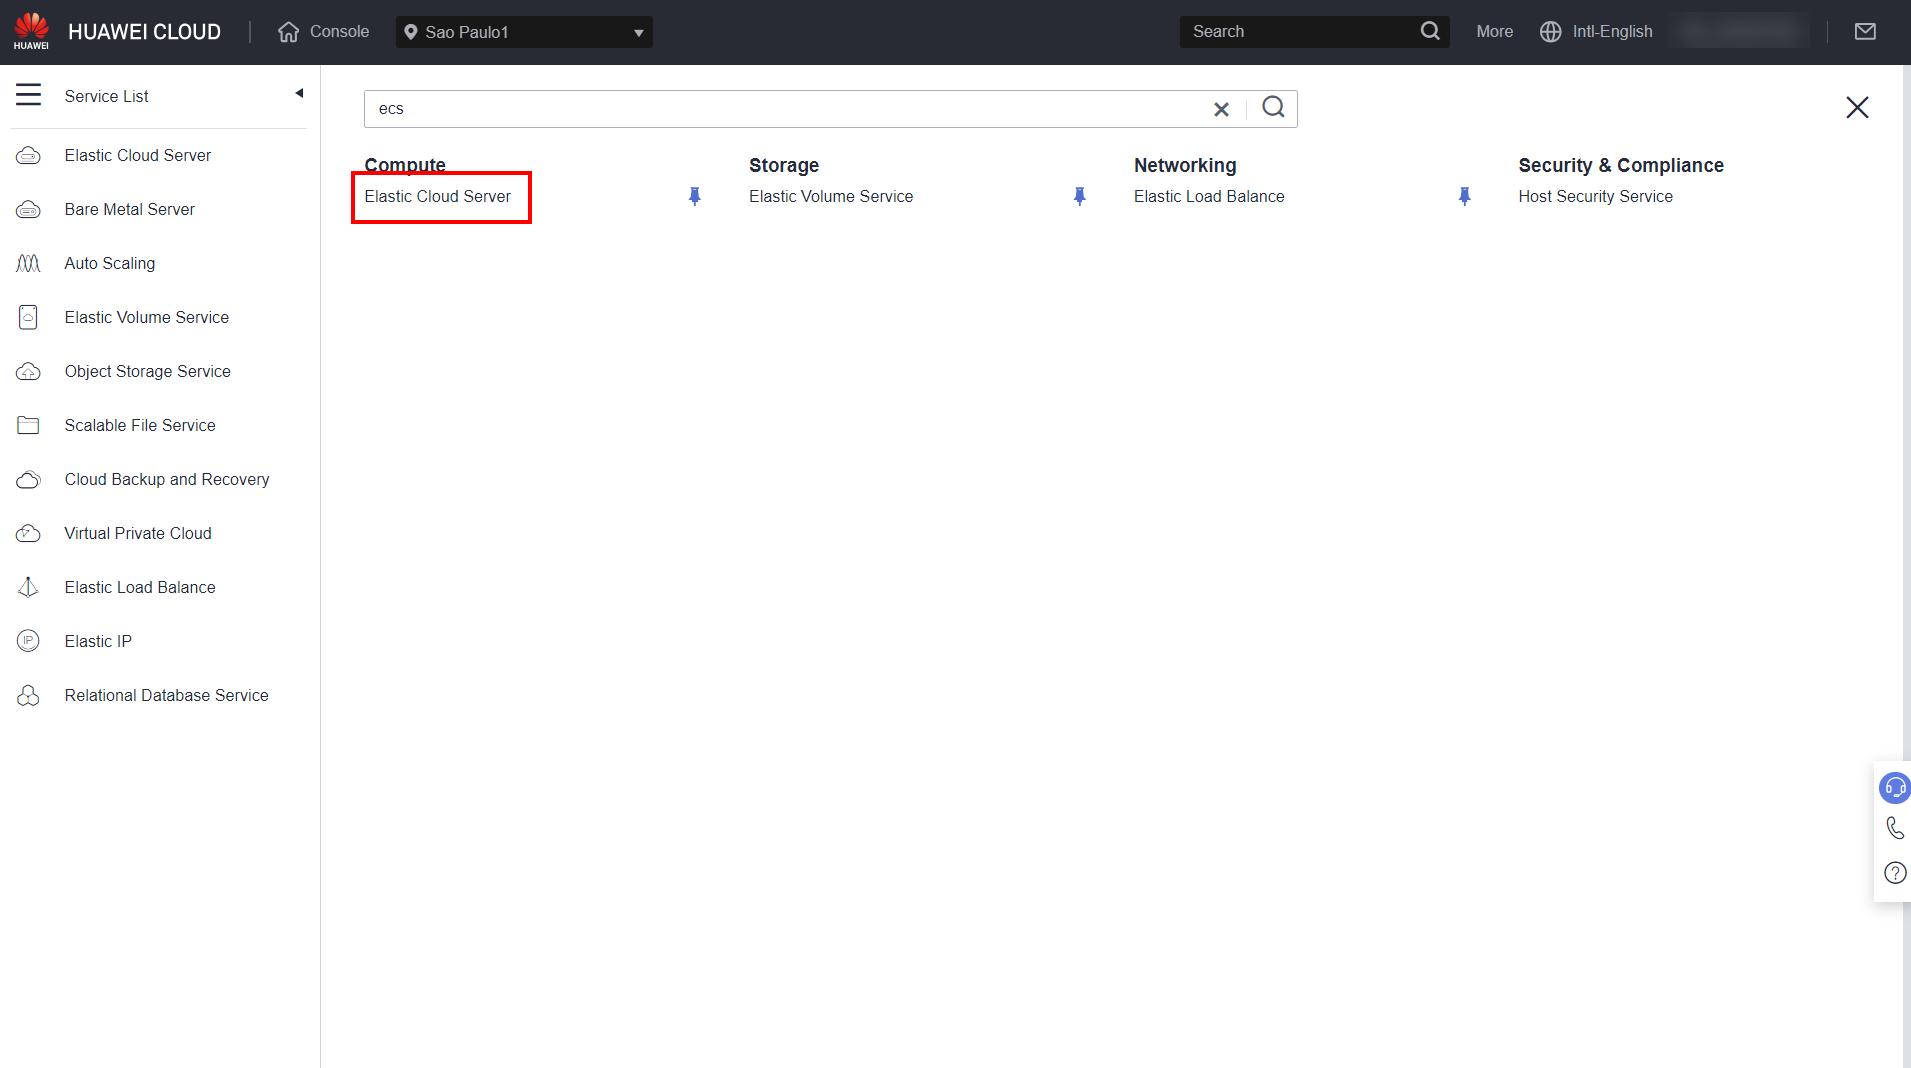 HUAWEI
HUAWEI CLOUD
Console
Sao Paulo1
Search
More
Intl-English
Service List
Elastic Cloud Server
Bare Metal Server
Auto Scaling
Elastic Volume Service
Object Storage Service
Scalable File Service
Cloud Backup and Recovery
Virtual Private Cloud
Elastic Load Balance
IP
Elastic IP
Relational Database Service
ecs
Compute
Elastic Cloud Server
Storage
Elastic Volume Service
Networking
Elastic Load Balance
Security & Compliance
Host Security Service